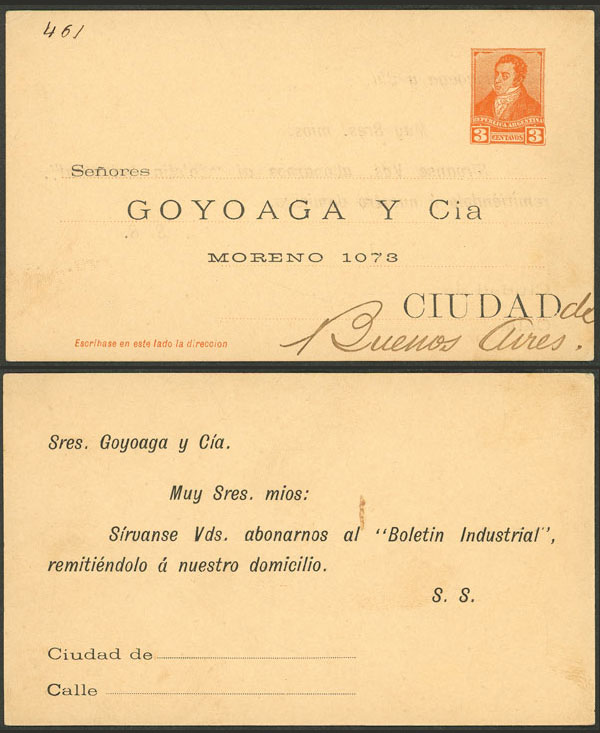 461
REPUBLICA ARGENTINA
3 CENTAVOS 3
Señores
GOYOAGA Y Cia
MORENO 1073
CIUDAD de
Buenos Aires.
Escribase en este lado la direccion
Sres. Goyoaga y Cía.
Muy Sres. mios:
Sírvanse Vds. abonarnos al "Boletin Industrial",
remitiéndolo á nuestro domicilio.
S. S.
Ciudad de
Calle